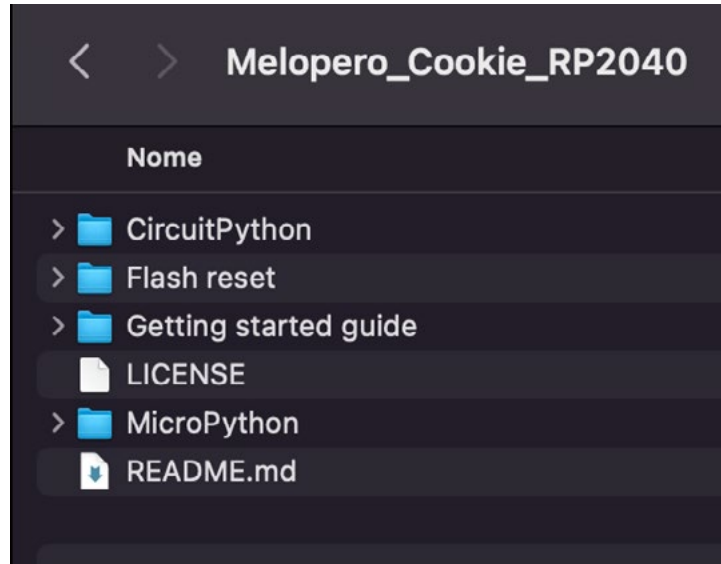 Melopero_Cookie_RP2040
Nome
CircuitPython
Flash reset
Getting started guide
LICENSE
MicroPython
README.md